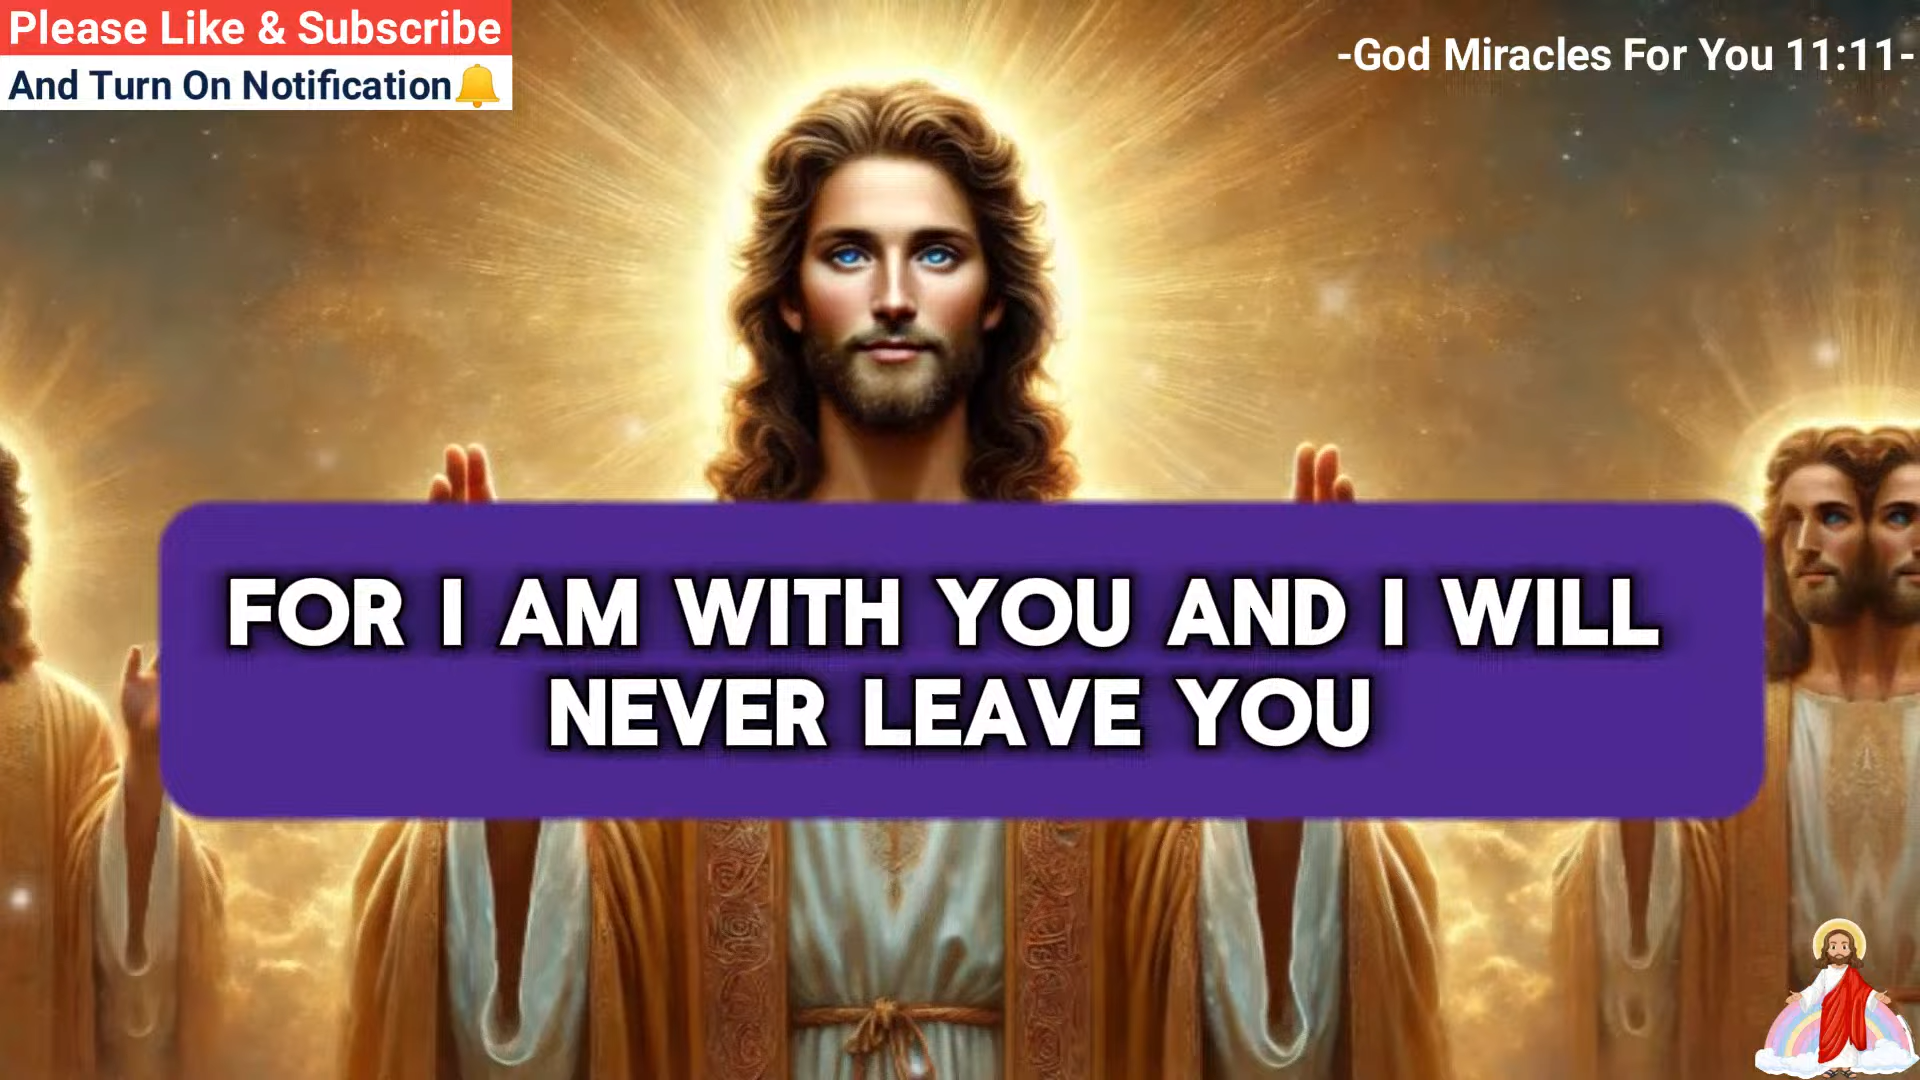 Please Like & Subscribe
And Turn On Notification🔔
-God Miracles For You 11:11-
FOR I AM WITH YOU AND I WILL
NEVER LEAVE YOU